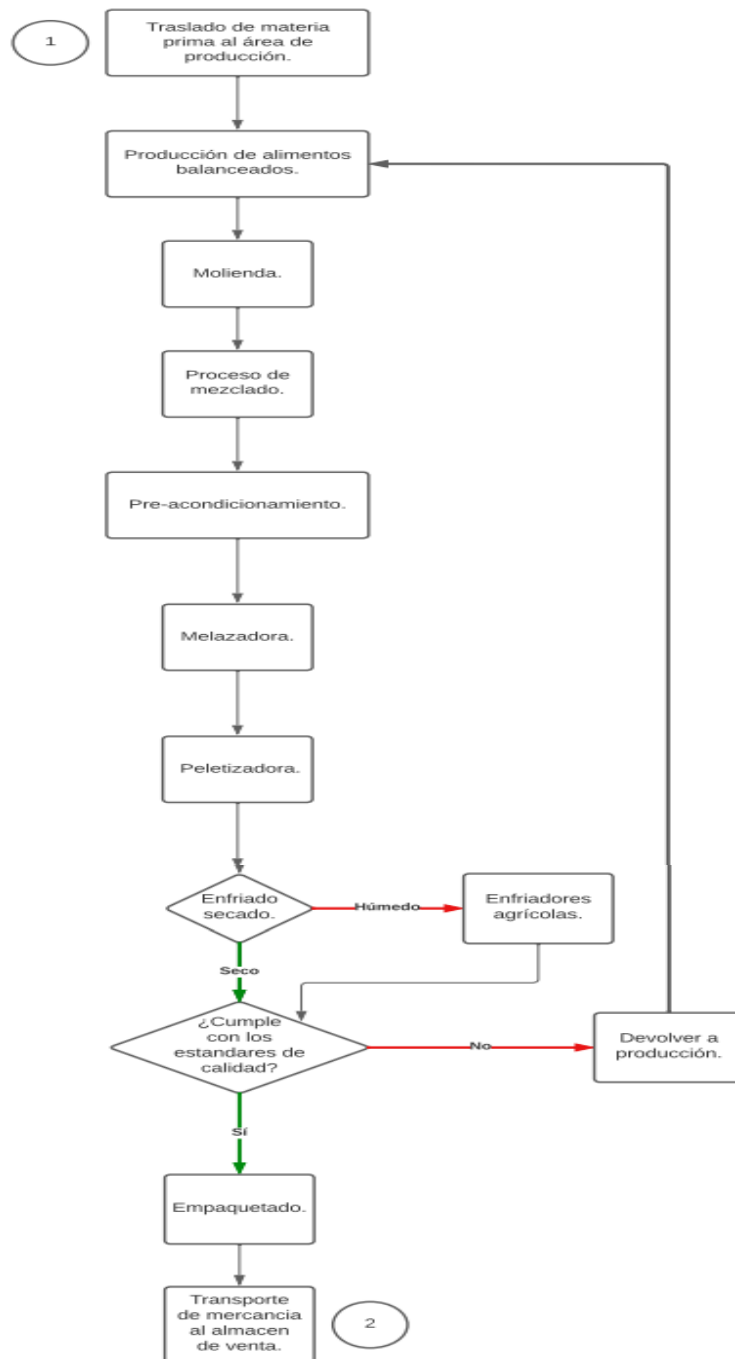 1
Traslado de materia
prima al área de
producción.
Producción de alimentos
balanceados.
Molienda.
Proceso de
mezclado.
Pre-acondicionamiento.
Melazadora.
Peletizadora.
Enfriado
secado.
Húmedo
Enfriadores
agrícolas.
Seco
¿Cumple
con los
estandares de
calidad?
No
Devolver a
producción.
Sí
Empaquetado.
Transporte
de mercancia
al almacen
de venta.
2